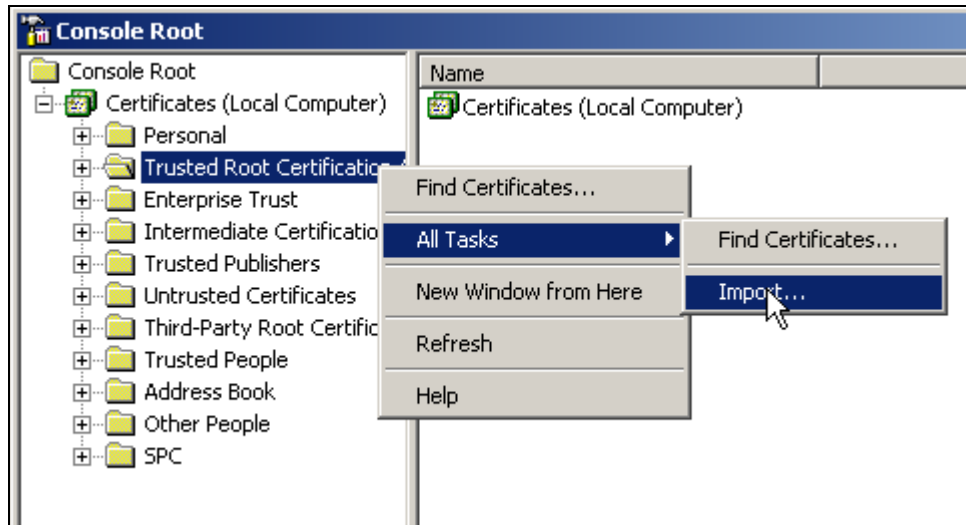 Console Root
Console Root
Name
Certificates (Local Computer)
Certificates (Local Computer)
Personal
Trusted Root Certificatio
Find Certificates...
Enterprise Trust
Intermediate Certificatio
All Tasks
Find Certificates...
Trusted Publishers
Untrusted Certificates
New Window from Here
Import...
Third-Party Root Certific
Refresh
Trusted People
Address Book
Help
Other People
SPC